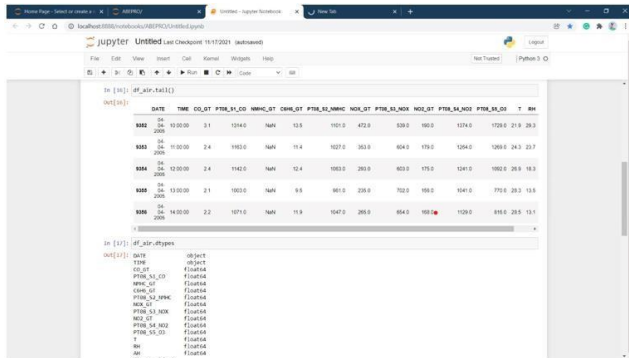 Home Page - Select or create a n
ABEPRO/
Untitled - Jupyter Notebook
New Tab
localhost:8888/notebooks/ABEPRO/Untitled.ipynb
jupyter Untitled Last Checkpoint: 11/17/2021 (autosaved)
Logout
File Edit View Insert Cell Kernel Widgets Help
Not Trusted Python 3
Run Code
In [16]: df_air.tail()
Out[16]:
DATE TIME CO_GT PT08_S1_CO NMHC_GT C6H6_GT PT08_S2_NMHC NOX_GT PT08_S3_NOX NO2_GT PT08_S4_NO2 PT08_S5_O3 T RH
9352 04-04-2005 10:00:00 3.1 1314.0 NaN 13.5 1101.0 472.0 539.0 190.0 1374.0 1729.0 21.9 29.3
9353 04-04-2005 11:00:00 2.4 1163.0 NaN 11.4 1027.0 353.0 604.0 179.0 1264.0 1269.0 24.3 23.7
9354 04-04-2005 12:00:00 2.4 1142.0 NaN 12.4 1063.0 293.0 603.0 175.0 1241.0 1092.0 26.9 18.3
9355 04-04-2005 13:00:00 2.1 1003.0 NaN 9.5 961.0 235.0 702.0 156.0 1041.0 770.0 28.3 13.5
9356 04-04-2005 14:00:00 2.2 1071.0 NaN 11.9 1047.0 265.0 654.0 168.0 1129.0 816.0 28.5 13.1
In [17]: df_air.dtypes
Out[17]: DATE object
TIME object
CO_GT float64
PT08_S1_CO float64
NMHC_GT float64
C6H6_GT float64
PT08_S2_NMHC float64
NOX_GT float64
PT08_S3_NOX float64
NO2_GT float64
PT08_S4_NO2 float64
PT08_S5_O3 float64
T float64
RH float64
AH float64